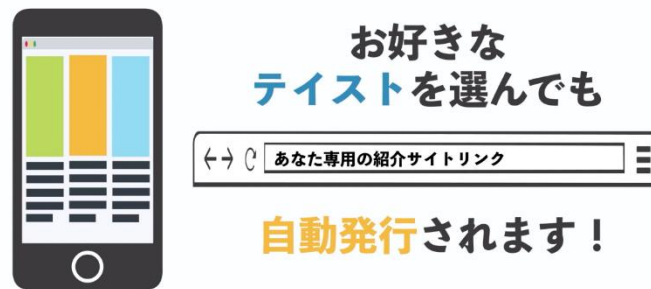 お好きな
テイストを選んでも
あなた専用の紹介サイトリンク
自動発行されます！